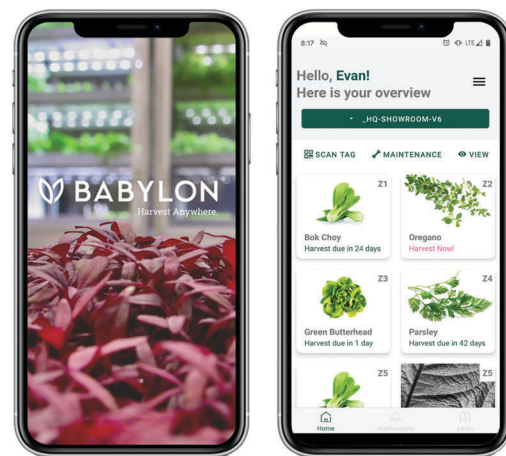 BABYLON
Harvest Anywhere.
8:17
LTE
Hello, Evan!
Here is your overview
_HQ-SHOWROOM-V6
SCAN TAG
MAINTENANCE
VIEW
Z1
Bok Choy
Harvest due in 24 days
Z2
Oregano
Harvest Now!
Z3
Green Butterhead
Harvest due in 1 day
Z4
Parsley
Harvest due in 42 days
Z5
Z5
Home
Notifications
Learn